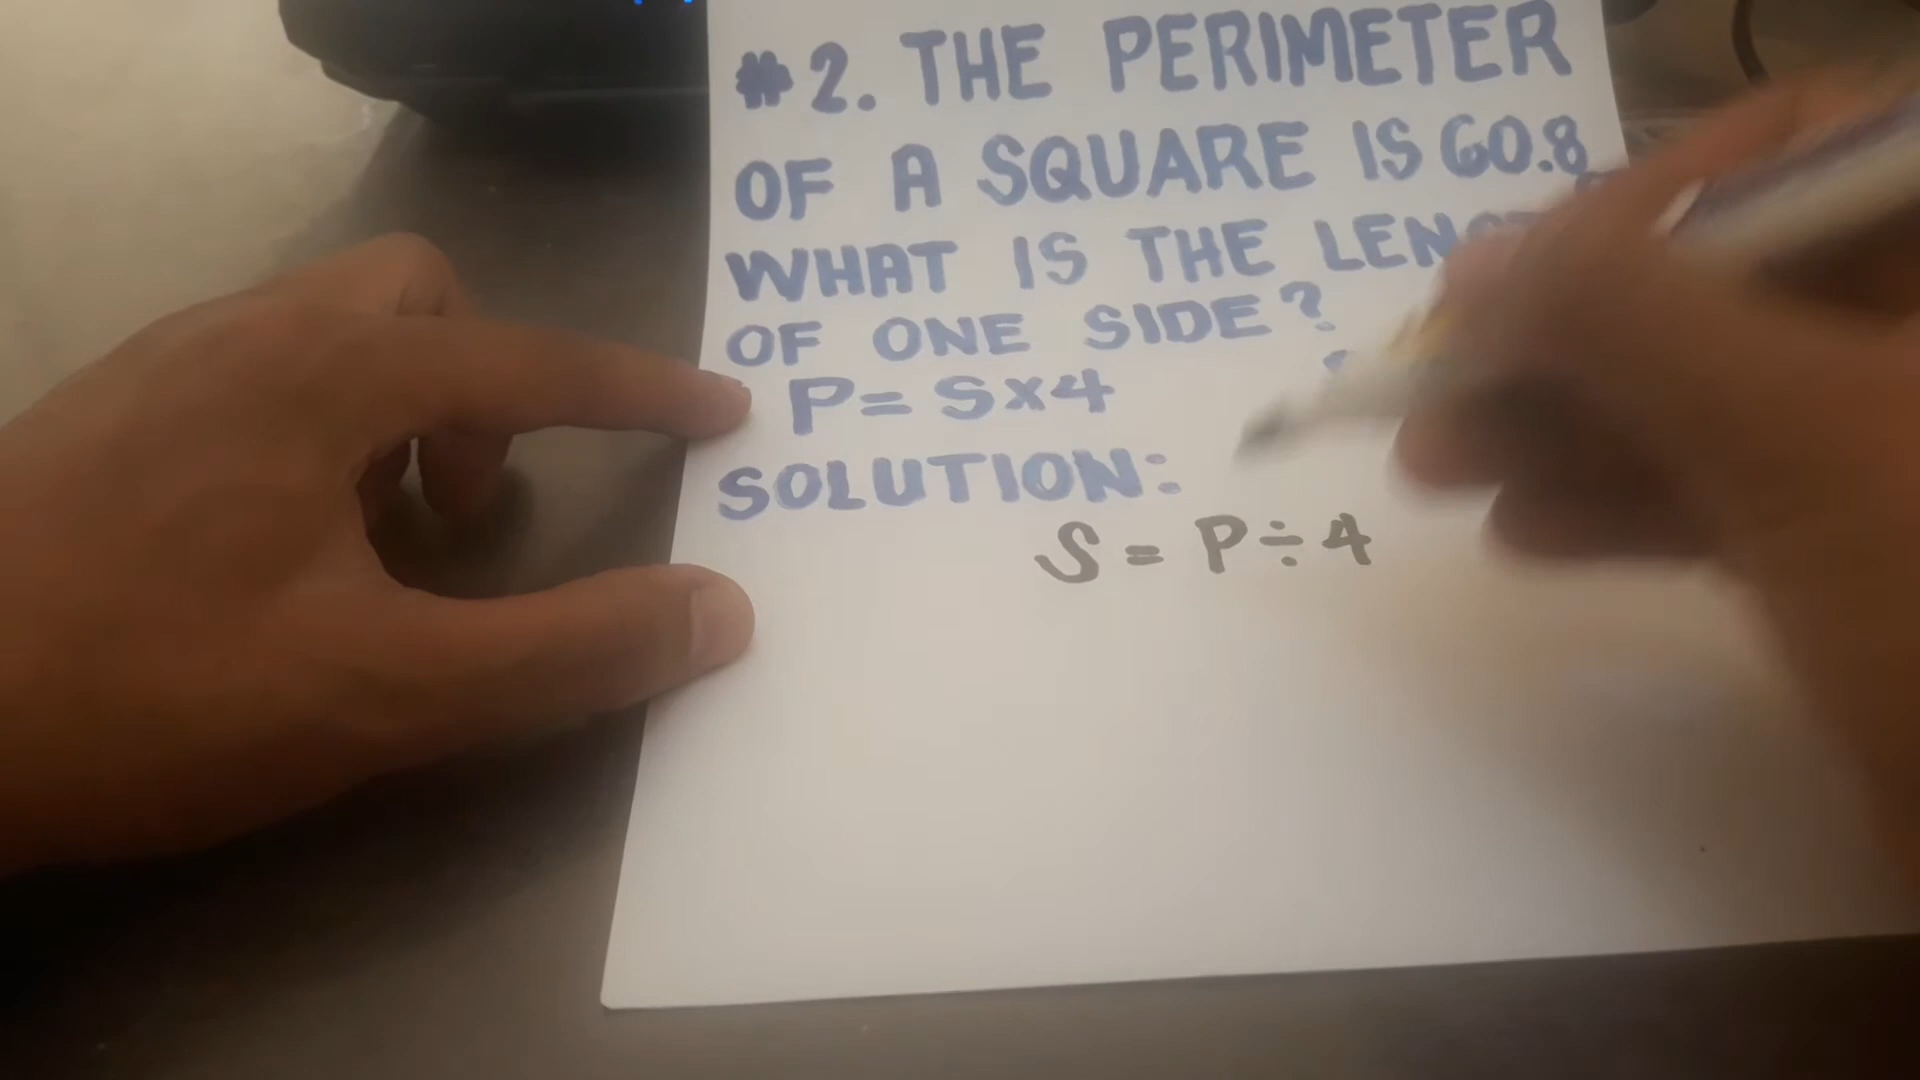 #2. THE PERIMETER
OF A SQUARE IS 60.8
WHAT IS THE
OF ONE SIDE?
P=S×4
SOLUTION:
S = P÷4